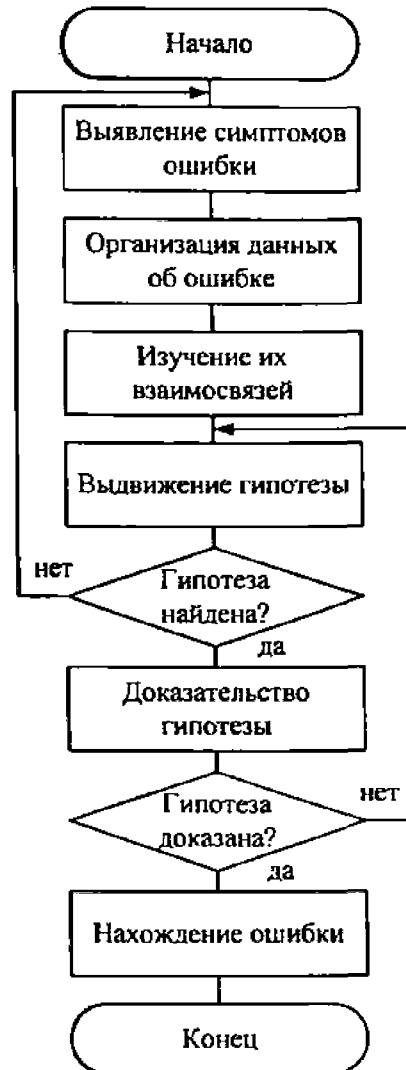 Начало
Выявление симптомов
ошибки
Организация данных
об ошибке
Изучение их
взаимосвязей
Выдвижение гипотезы
нет
Гипотеза
найдена?
да
Доказательство
гипотезы
Гипотеза
доказана?
нет
да
Нахождение ошибки
Конец